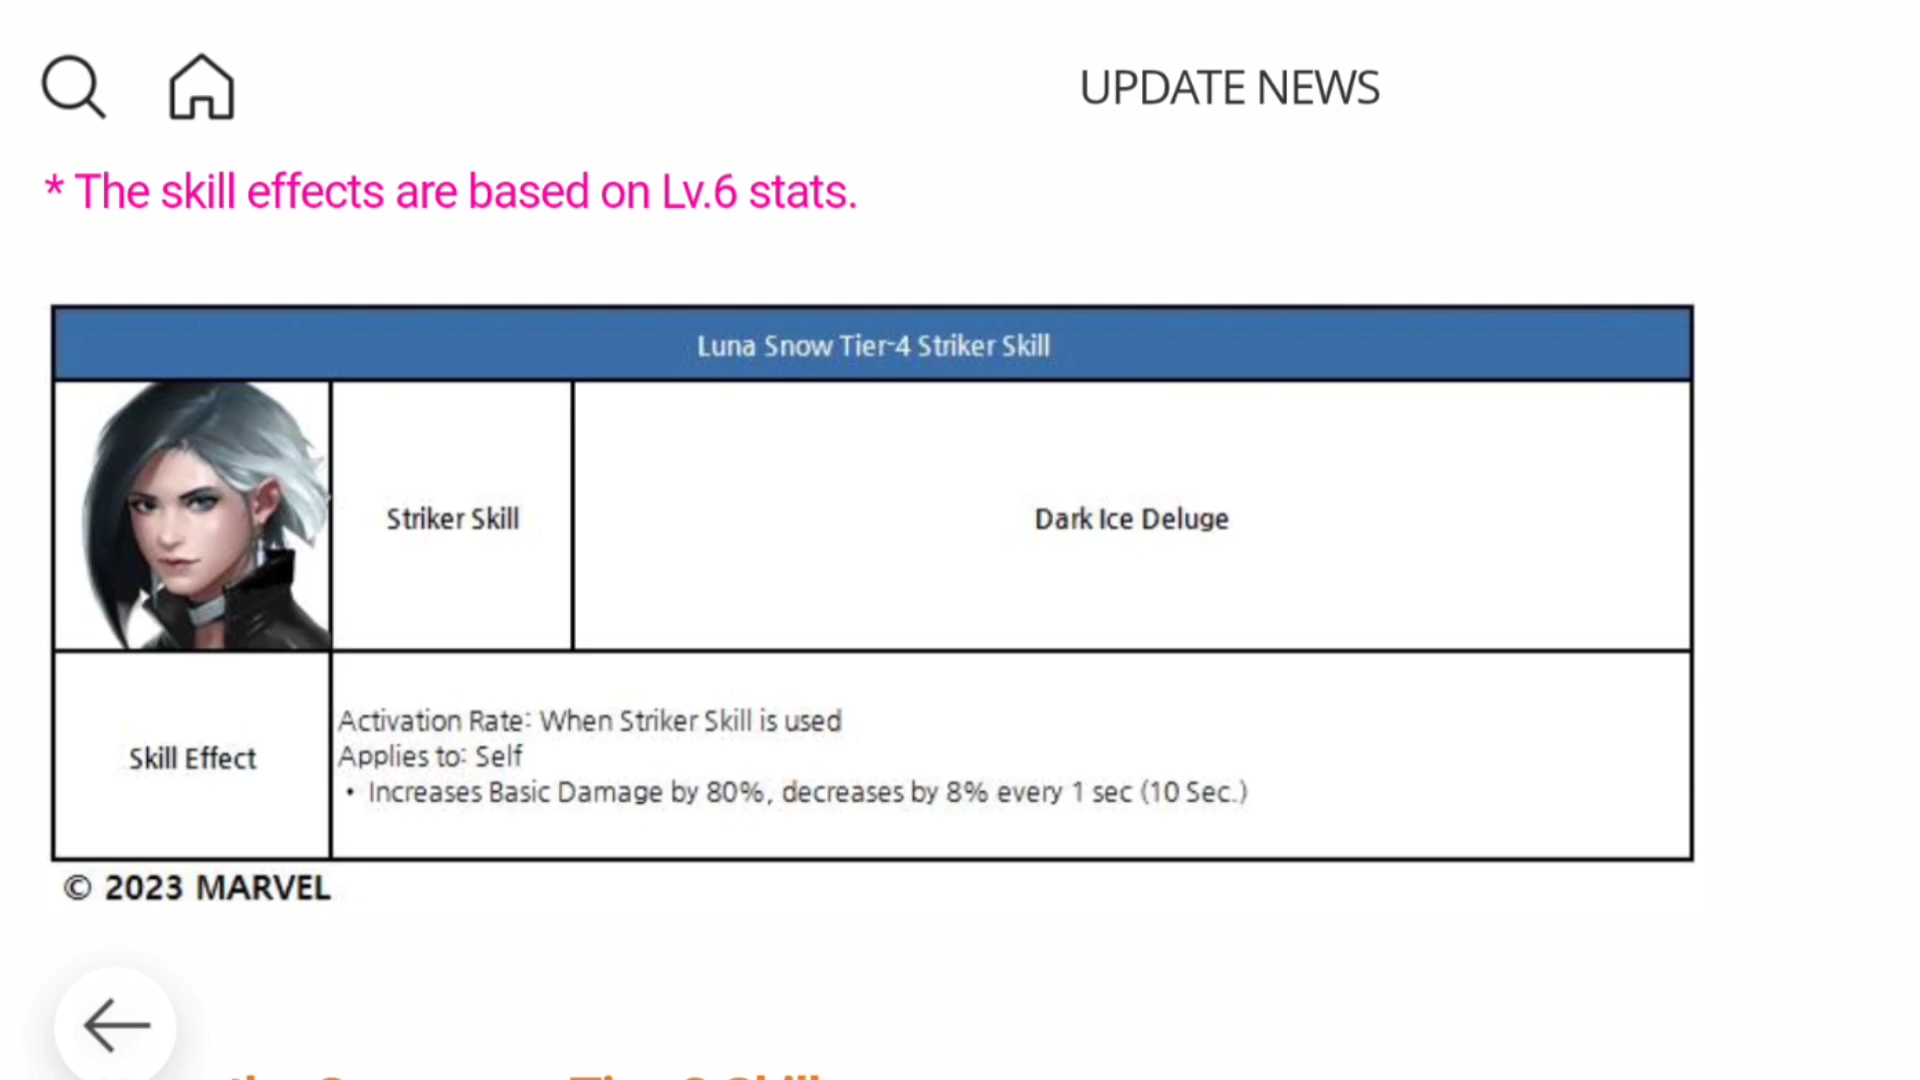 UPDATE NEWS
* The skill effects are based on Lv.6 stats.
Luna Snow Tier-4 Striker Skill
Striker Skill
Dark Ice Deluge
Skill Effect
Activation Rate: When Striker Skill is used
Applies to: Self
• Increases Basic Damage by 80%, decreases by 8% every 1 sec (10 Sec.)
© 2023 MARVEL